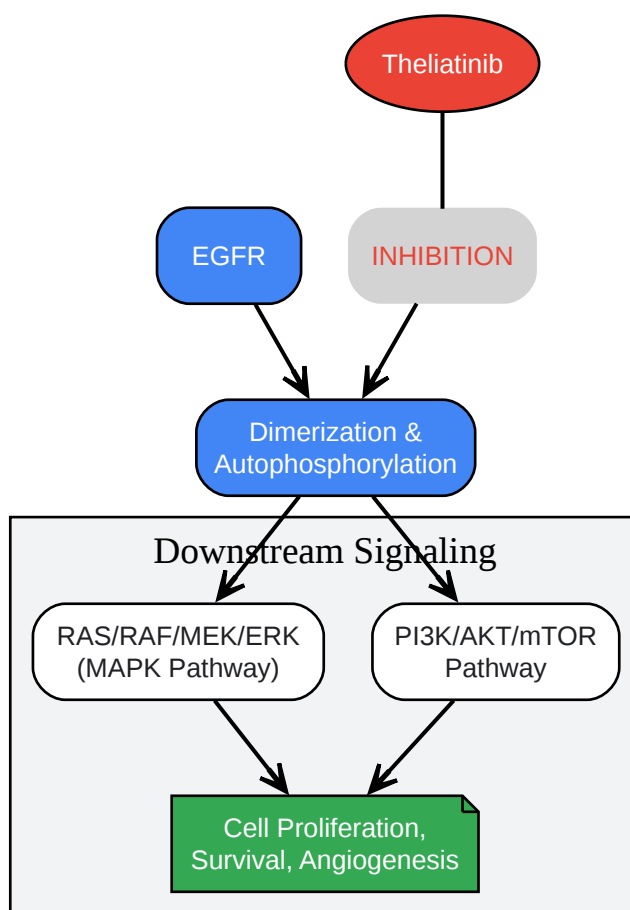 Theliatinib
EGFR
INHIBITION
Dimerization &
Autophosphorylation
Downstream Signaling
RAS/RAF/MEK/ERK
(MAPK Pathway)
PI3K/AKT/mTOR
Pathway
Cell Proliferation,
Survival, Angiogenesis